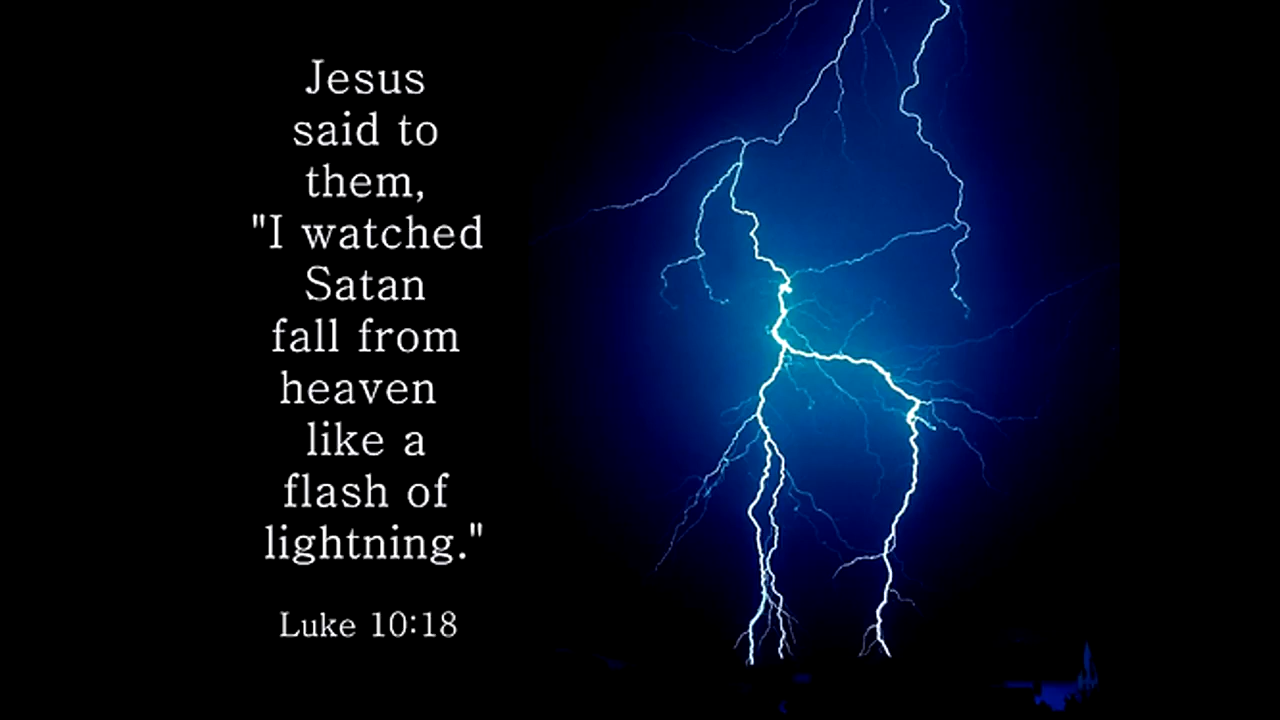 Jesus
said to
them,
"I watched
Satan
fall from
heaven
like a
flash of
lightning."
Luke 10:18